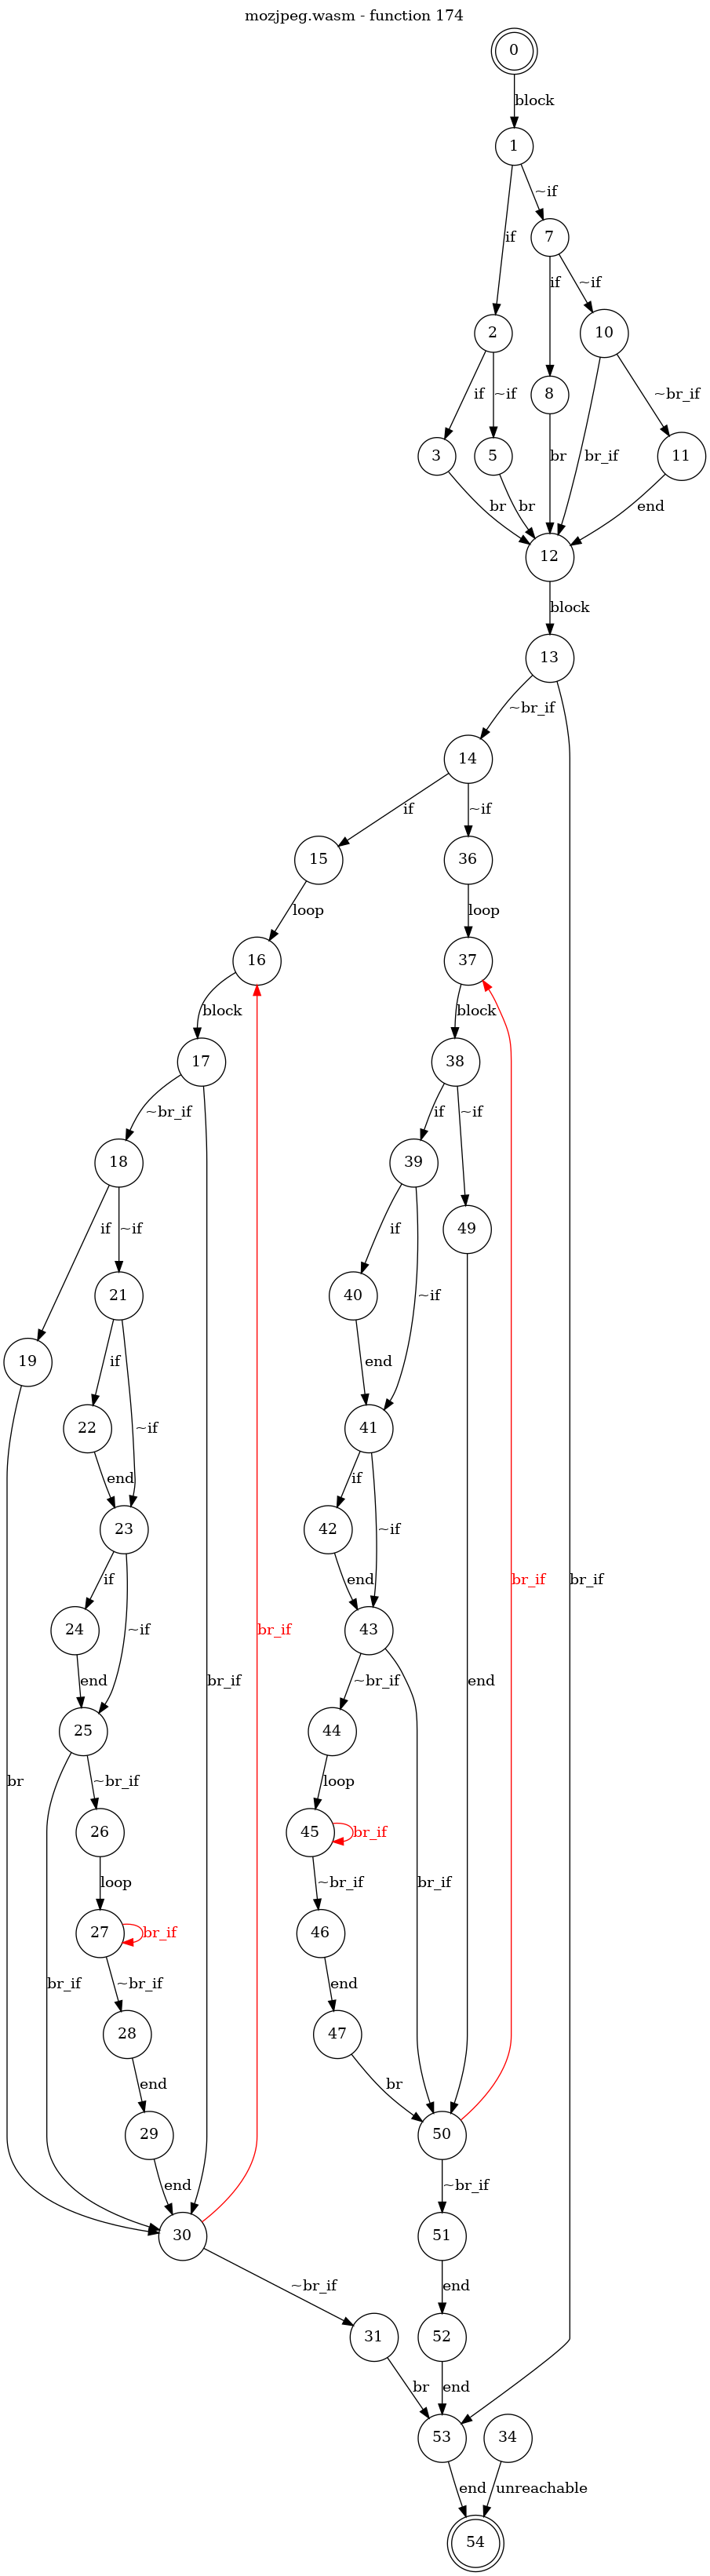 mozjpeg.wasm - function 174
0
block
1
~if
7
if
if
~if
2
10
if
~if
8
~br_if
3
5
br
br_if
11
br
br
end
12
block
13
~br_if
14
if
~if
15
36
loop
loop
16
37
block
block
17
38
~br_if
if
~if
18
39
if
~if
if
49
21
40
~if
19
if
end
22
~if
41
end
if
23
42
~if
if
~if
end
br_if
br_if
24
43
end
br_if
~br_if
br_if
end
25
44
br
~br_if
loop
26
45
br_if
loop
~br_if
br_if
27
br_if
46
br_if
~br_if
end
28
47
end
br
29
50
end
~br_if
30
51
~br_if
end
31
52
br
end
53
34
end
unreachable
54